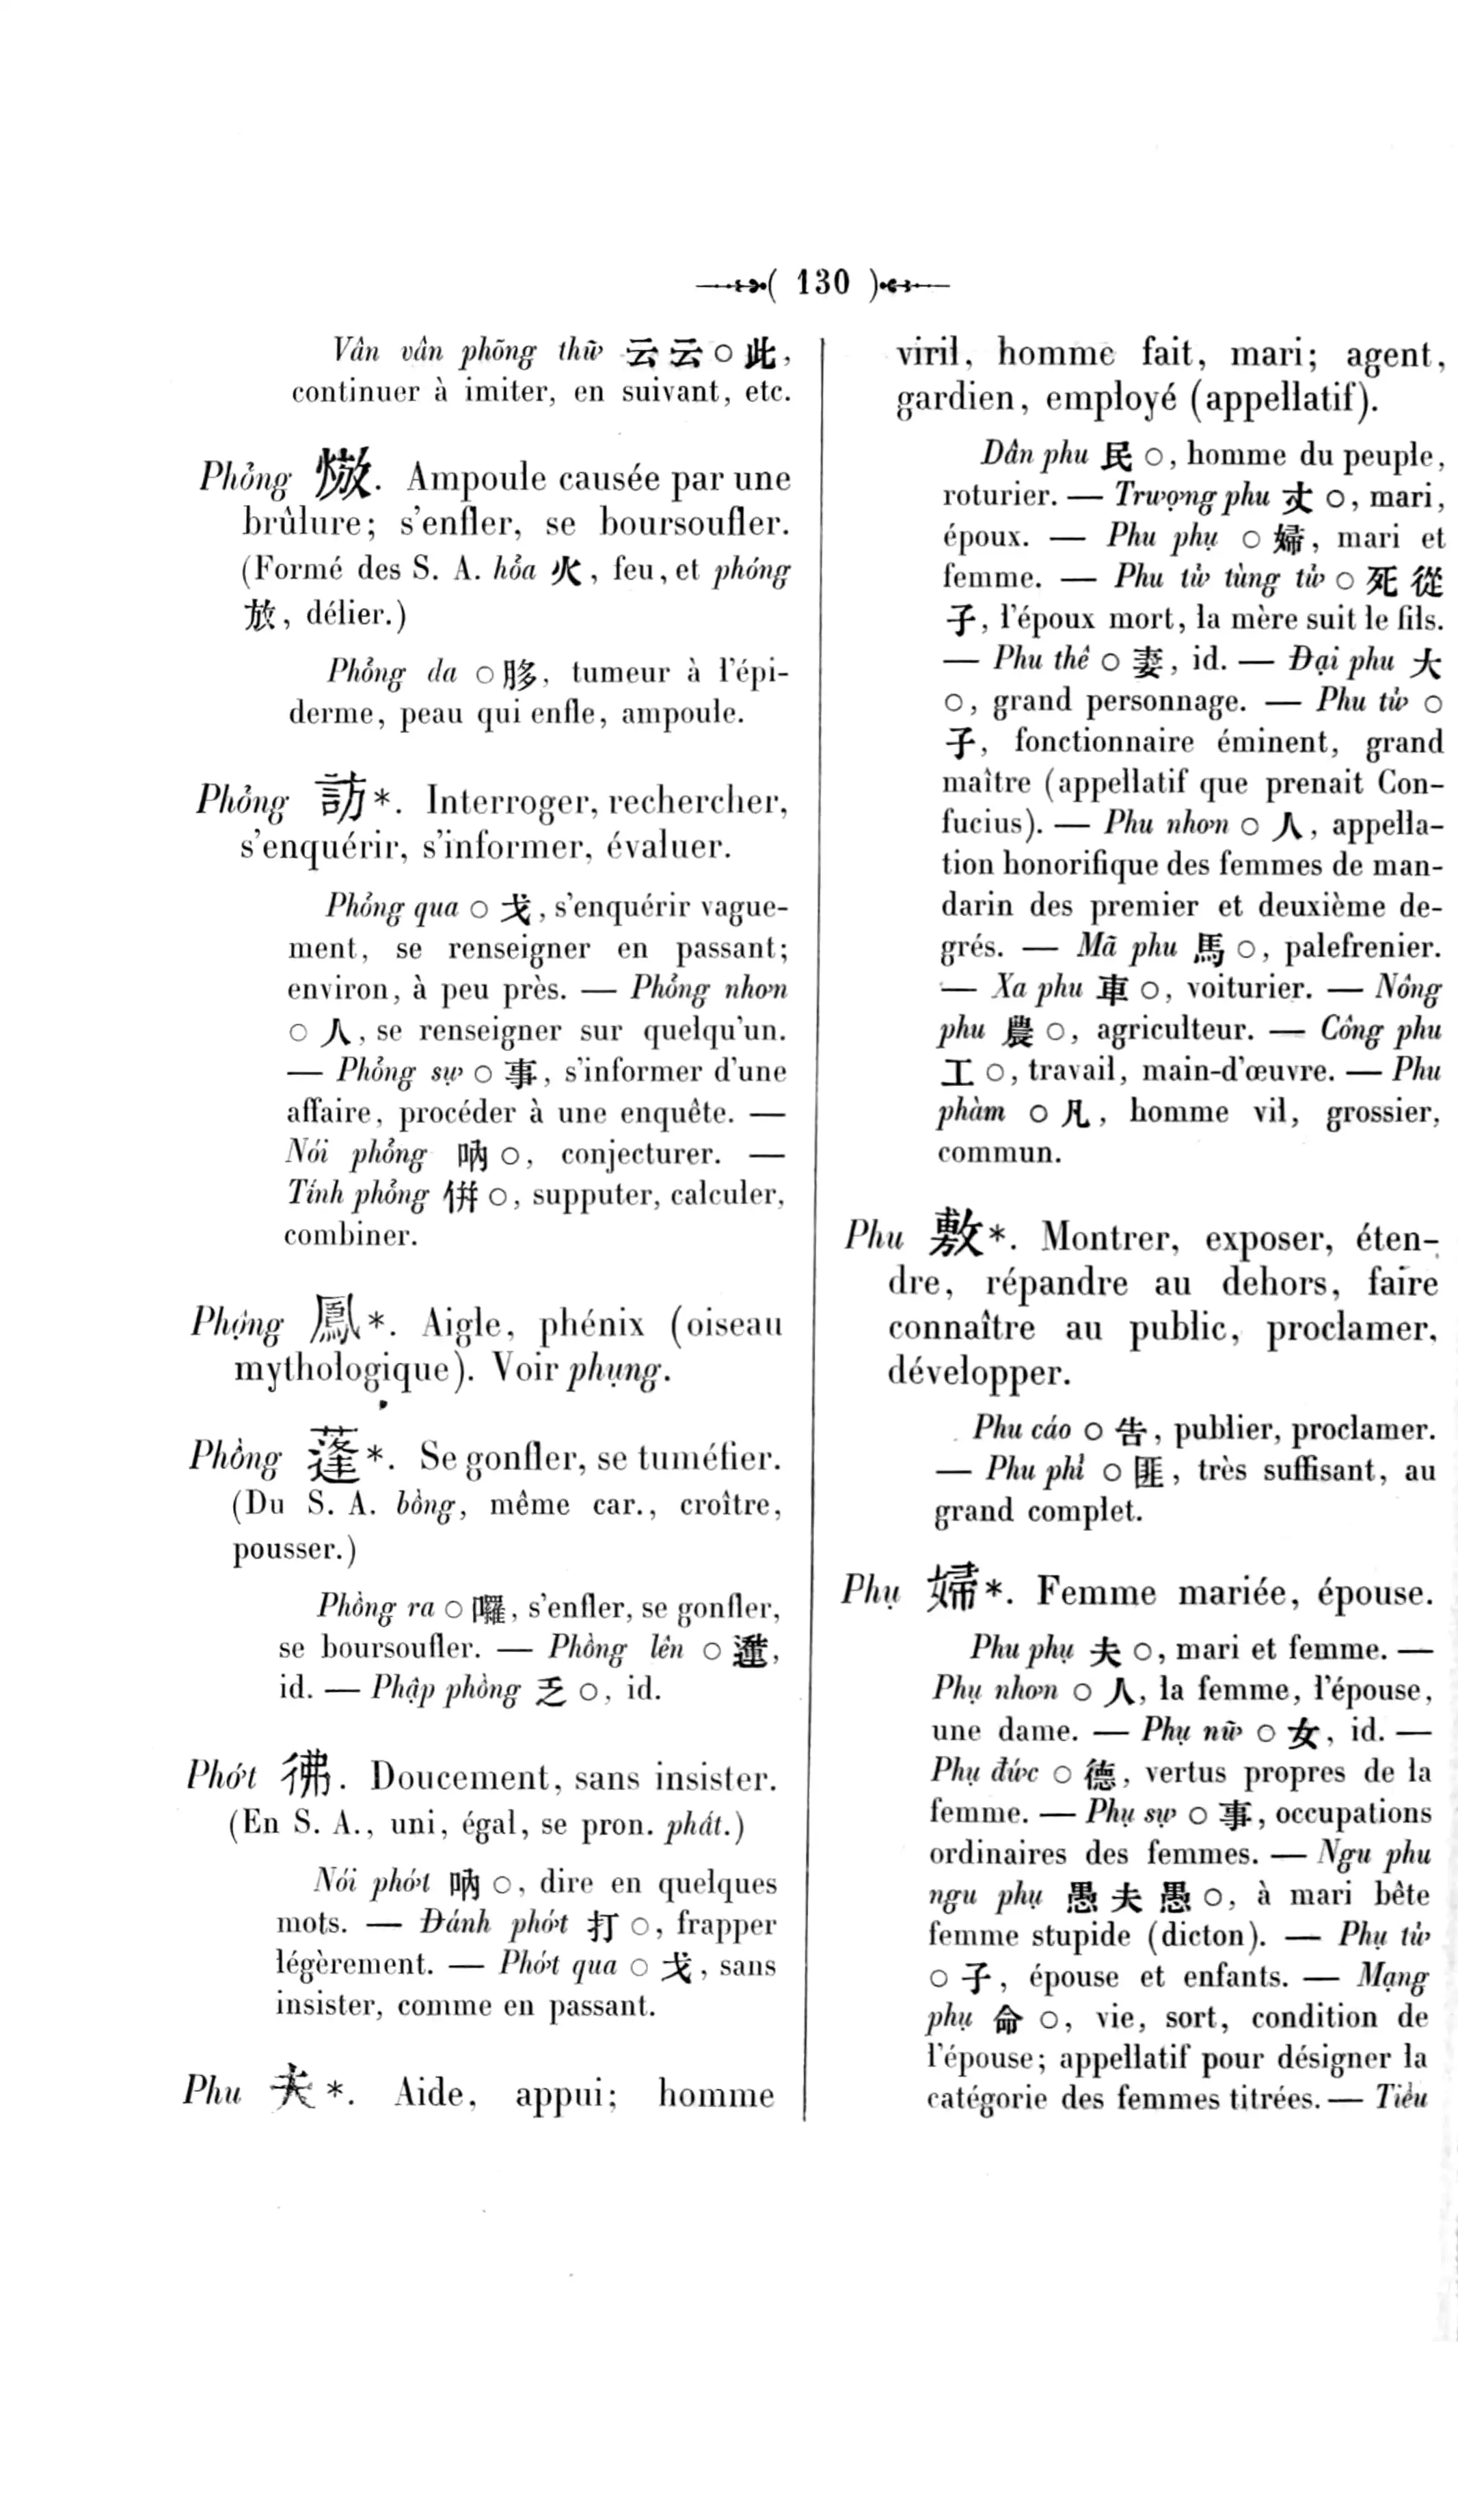 ( 130 )
Vân vân phỏng thử 云云○此,
continuer à imiter, en suivant, etc.
Phỏng 𤊡. Ampoule causée par une
brûlure; s'enfler, se boursoufler.
(Formé des S. A. hỏa 火, feu, et phóng
放, délier.)
Phỏng da ○䏧, tumeur à l'épi-
derme, peau qui enfle, ampoule.
Phỏng 訪*. Interroger, rechercher,
s'enquérir, s'informer, évaluer.
Phỏng qua ○ 戈, s'enquérir vague-
ment, se renseigner en passant;
environ, à peu près. — Phỏng nhơn
○ 人, se renseigner sur quelqu'un.
— Phỏng sự ○ 事, s'informer d'une
affaire, procéder à une enquête. —
Nói phỏng 吶 ○, conjecturer. —
Tính phỏng 併 ○, supputer, calculer,
combiner.
Phộng 鳳*. Aigle, phénix (oiseau
mythologique). Voir phụng.
Phồng 蓬*. Se gonfler, se tuméfier.
(Du S. A. bồng, même car., croître,
pousser.)
Phồng ra ○ 囉, s'enfler, se gonfler,
se boursoufler. — Phồng lên ○ 𨖲,
id. — Phập phồng 乏 ○, id.
Phớt 彿. Doucement, sans insister.
(En S. A., uni, égal, se pron. phất.)
Nói phớt 吶 ○, dire en quelques
mots. — Đánh phớt 打 ○, frapper
légèrement. — Phớt qua ○ 戈, sans
insister, comme en passant.
Phu 夫*. Aide, appui; homme
viril, homme fait, mari; agent,
gardien, employé (appellatif).
Dân phu 民 ○, homme du peuple,
roturier. — Trượng phu 丈 ○, mari,
époux. — Phu phụ ○ 婦, mari et
femme. — Phu tử tùng tử ○ 死 從
子, l'époux mort, la mère suit le fils.
— Phu thê ○ 妻, id. — Đại phu 大
○, grand personnage. — Phu tử ○
子, fonctionnaire éminent, grand
maître (appellatif que prenait Con-
fucius). — Phu nhơn ○ 人, appella-
tion honorifique des femmes de man-
darin des premier et deuxième de-
grés. — Mã phu 馬 ○, palefrenier.
— Xa phu 車 ○, voiturier. — Nông
phu 農 ○, agriculteur. — Công phu
工 ○, travail, main-d'œuvre. — Phu
phàm ○ 凡, homme vil, grossier,
commun.
Phu 敷*. Montrer, exposer, éten-
dre, répandre au dehors, faire
connaître au public, proclamer,
développer.
Phu cáo ○ 告, publier, proclamer.
— Phu phỉ ○ 匪, très suffisant, au
grand complet.
Phụ 婦*. Femme mariée, épouse.
Phu phụ 夫 ○, mari et femme. —
Phụ nhơn ○ 人, la femme, l'épouse,
une dame. — Phụ nữ ○ 女, id. —
Phụ đức ○ 德, vertus propres de la
femme. — Phụ sự ○ 事, occupations
ordinaires des femmes. — Ngu phu
ngu phụ 愚 夫 愚 ○, à mari bête
femme stupide (dicton). — Phụ tử
○ 子, épouse et enfants. — Mạng
phụ 命 ○, vie, sort, condition de
l'épouse; appellatif pour désigner la
catégorie des femmes titrées. — Tiểu